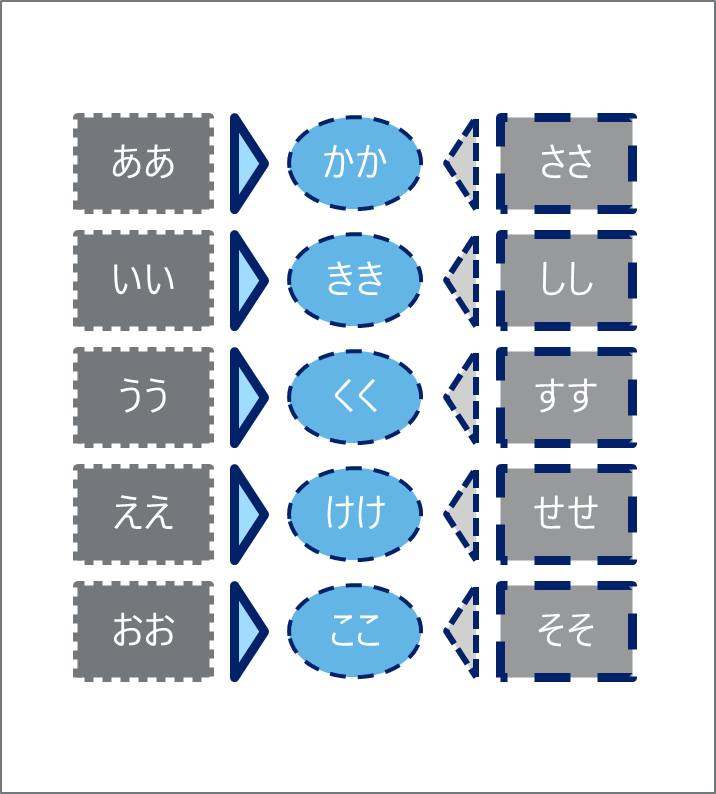 ああ かか ささ
いい きき しし
うう くく すす
ええ けけ せせ
おお ここ そそ